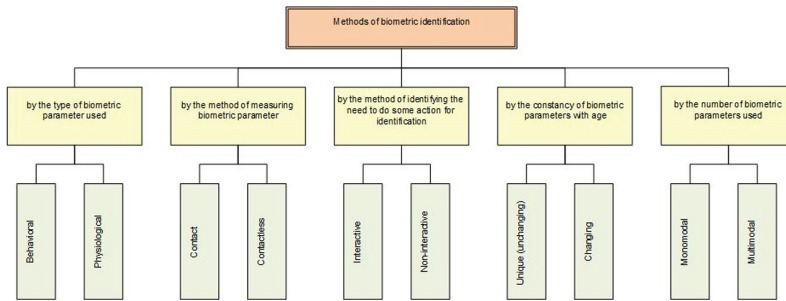 Methods of biometric identification
by the type of biometric
parameter used
by the method of measuring
biometric parameter
by the method of identifying the
need to do some action for
identification
by the constancy of biometric
parameters with age
by the number of biometric
parameters used
Behavioral
Physiological
Contact
Contactless
Interactive
Non-interactive
Unique (unchanging)
Changing
Monomodal
Multimodal